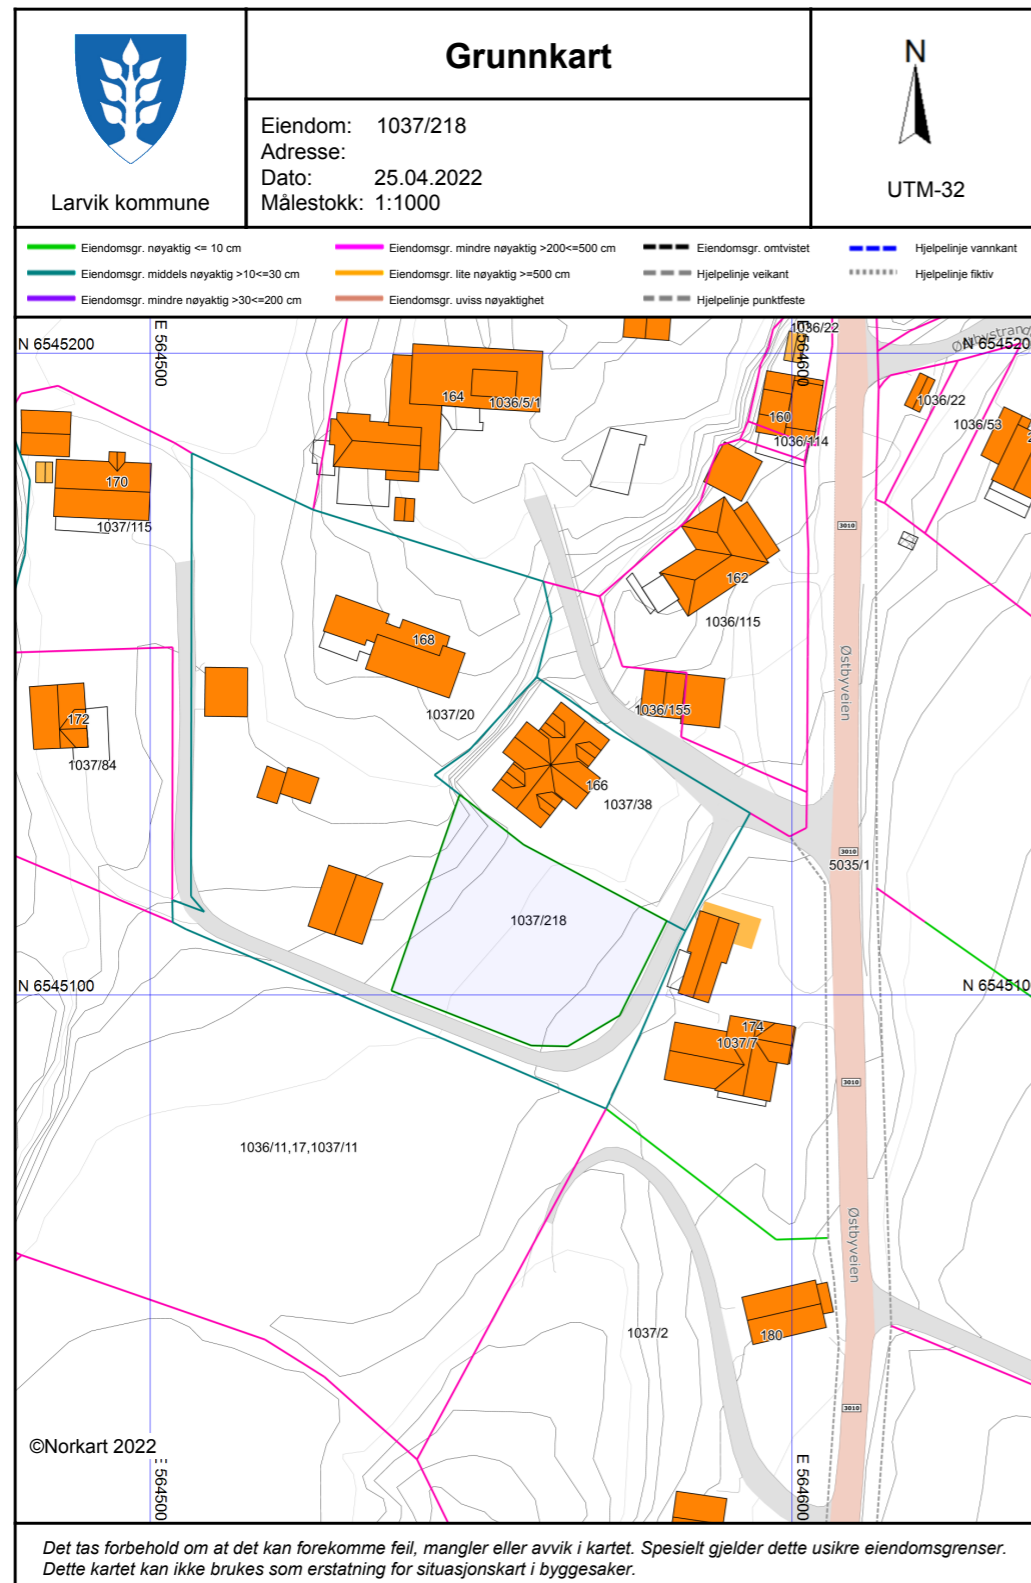 Grunnkart
Larvik kommune
Eiendom: 1037/218
Adresse:
Dato: 25.04.2022
Målestokk: 1:1000
N
UTM-32
Eiendomsgr. nøyaktig <= 10 cm
Eiendomsgr. middels nøyaktig >10<=30 cm
Eiendomsgr. mindre nøyaktig >30<=200 cm
Eiendomsgr. mindre nøyaktig >200<=500 cm
Eiendomsgr. lite nøyaktig >=500 cm
Eiendomsgr. uviss nøyaktighet
Eiendomsgr. omtvistet
Hjelpelinje veikant
Hjelpelinje punktfeste
Hjelpelinje vannkant
Hjelpelinje fiktiv
E 564500
E 564600
1036/22
N 6545200
N 654520
164
1036/5/1
160
1036/114
1036/22
1036/53
170
1037/115
3010
162
1036/115
168
1037/20
Østbyveien
1036/155
172
1037/84
166
1037/38
3010
5035/1
1037/218
N 6545100
N 654510
174
1037/7
3010
1036/11,17,1037/11
Østbyveien
1037/2
180
3010
©Norkart 2022
E 564500
E 564600
Det tas forbehold om at det kan forekomme feil, mangler eller avvik i kartet. Spesielt gjelder dette usikre eiendomsgrenser.
Dette kartet kan ikke brukes som erstatning for situasjonskart i byggesaker.